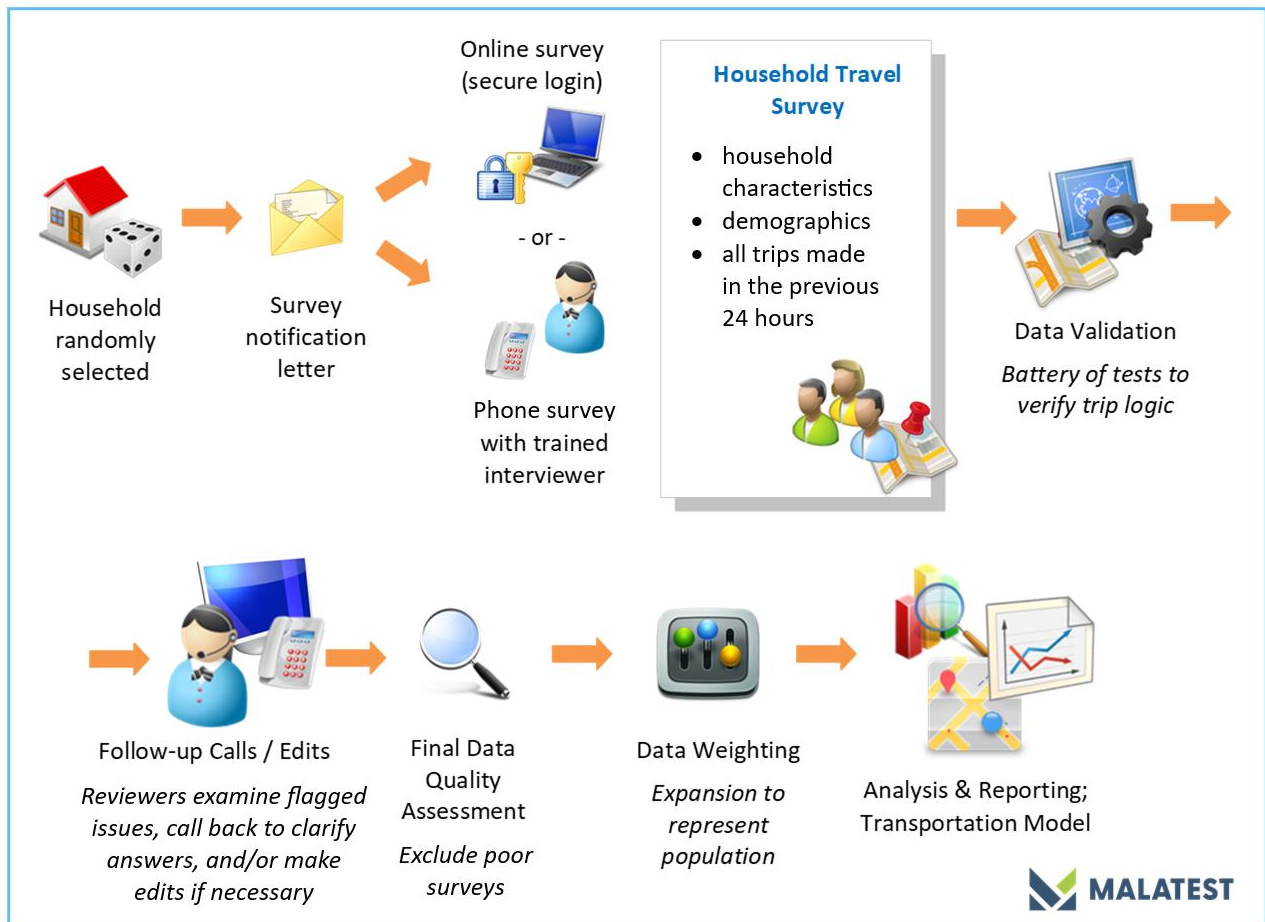 Household
randomly
selected
Survey
notification
letter
Online survey
(secure login)
- or -
Phone survey
with trained
interviewer
Household Travel
Survey
• household
characteristics
• demographics
• all trips made
in the previous
24 hours
Data Validation
Battery of tests to
verify trip logic
Follow-up Calls / Edits
Reviewers examine flagged
issues, call back to clarify
answers, and/or make
edits if necessary
Final Data
Quality
Assessment
Exclude poor
surveys
Data Weighting
Expansion to
represent
population
Analysis & Reporting;
Transportation Model
MALATEST